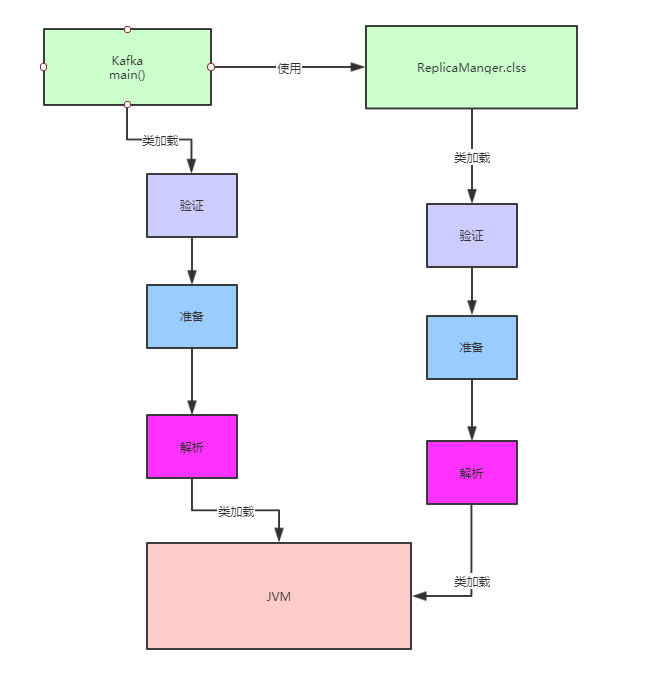 Kafka
main()
使用
ReplicaManger.clss
类加载
类加载
验证
验证
准备
准备
解析
解析
类加载
类加载
JVM